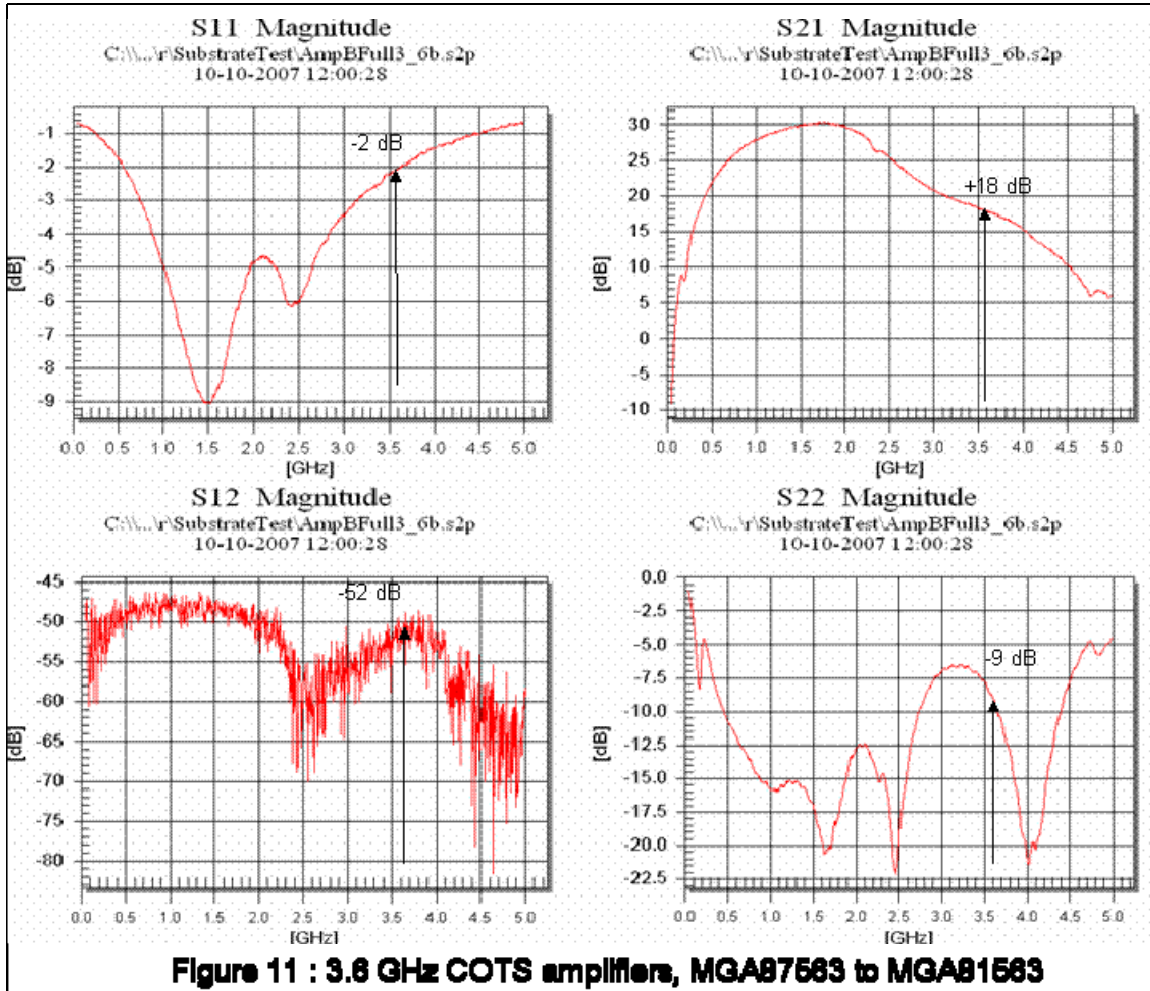 S11 Magnitude
C:\\...\r\SubstrateTest\AmpBFull3_6b.s2p
10-10-2007 12:00:28
-2 dB
-1
-2
-3
-4
-5
-6
-7
-8
-9
[dB]
0.0 0.5 1.0 1.5 2.0 2.5 3.0 3.5 4.0 4.5 5.0
[GHz]
S21 Magnitude
C:\\...\r\SubstrateTest\AmpBFull3_6b.s2p
10-10-2007 12:00:28
+18 dB
30
25
20
15
10
5
0
-5
-10
[dB]
0.0 0.5 1.0 1.5 2.0 2.5 3.0 3.5 4.0 4.5 5.0
[GHz]
S12 Magnitude
C:\\...\r\SubstrateTest\AmpBFull3_6b.s2p
10-10-2007 12:00:28
-52 dB
-45
-50
-55
-60
-65
-70
-75
-80
[dB]
0.0 0.5 1.0 1.5 2.0 2.5 3.0 3.5 4.0 4.5 5.0
[GHz]
S22 Magnitude
C:\\...\r\SubstrateTest\AmpBFull3_6b.s2p
10-10-2007 12:00:28
-9 dB
0.0
-2.5
-5.0
-7.5
-10.0
-12.5
-15.0
-17.5
-20.0
-22.5
[dB]
0.0 0.5 1.0 1.5 2.0 2.5 3.0 3.5 4.0 4.5 5.0
[GHz]
Figure 11 : 3.6 GHz COTS amplifiers, to